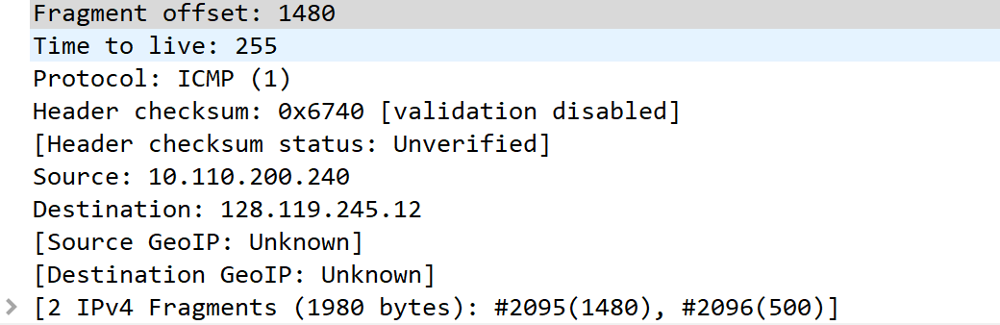 Fragment offset: 1480
Time to live: 255
Protocol: ICMP (1)
Header checksum: 0x6740 [validation disabled]
[Header checksum status: Unverified]
Source: 10.110.200.240
Destination: 128.119.245.12
[Source GeoIP: Unknown]
[Destination GeoIP: Unknown]
[2 IPv4 Fragments (1980 bytes): #2095(1480), #2096(500)]